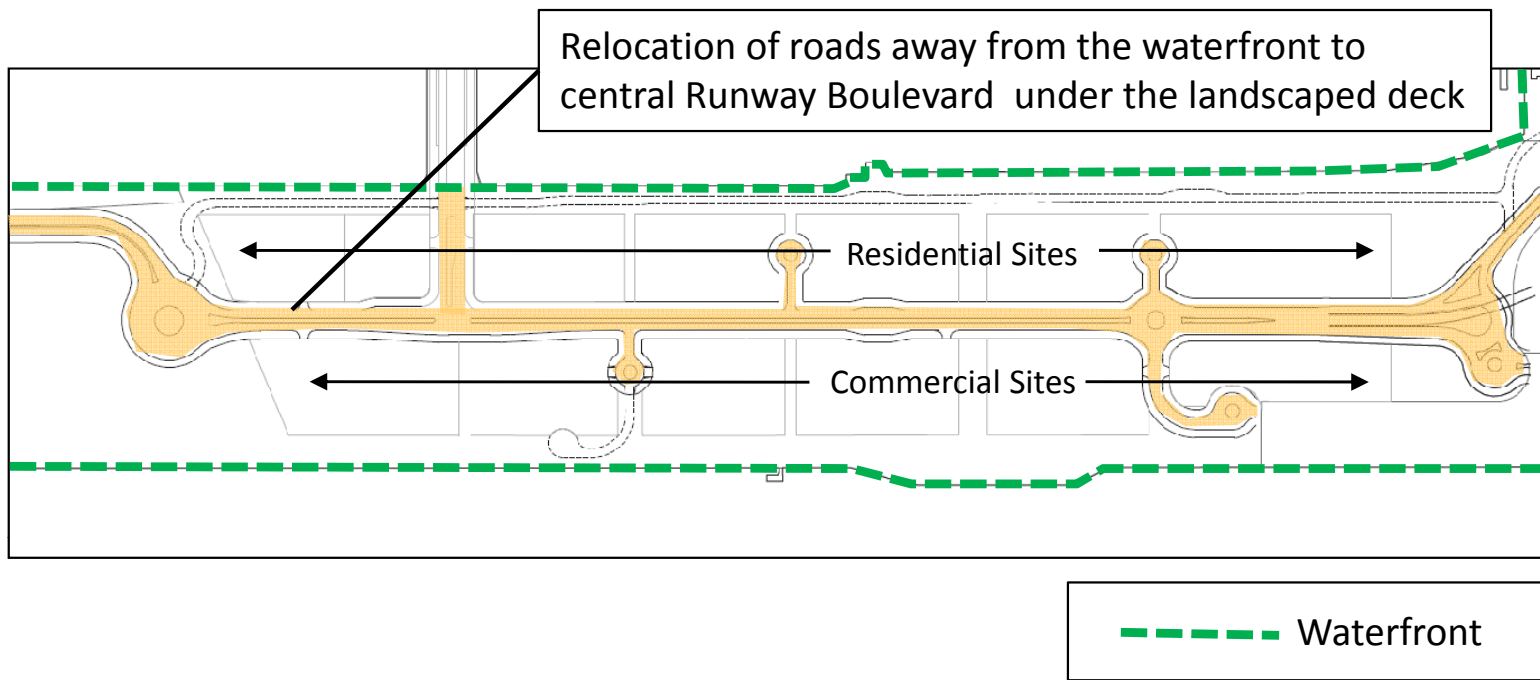 Relocation of roads away from the waterfront to
central Runway Boulevard under the landscaped deck
Residential Sites
Commercial Sites
Waterfront